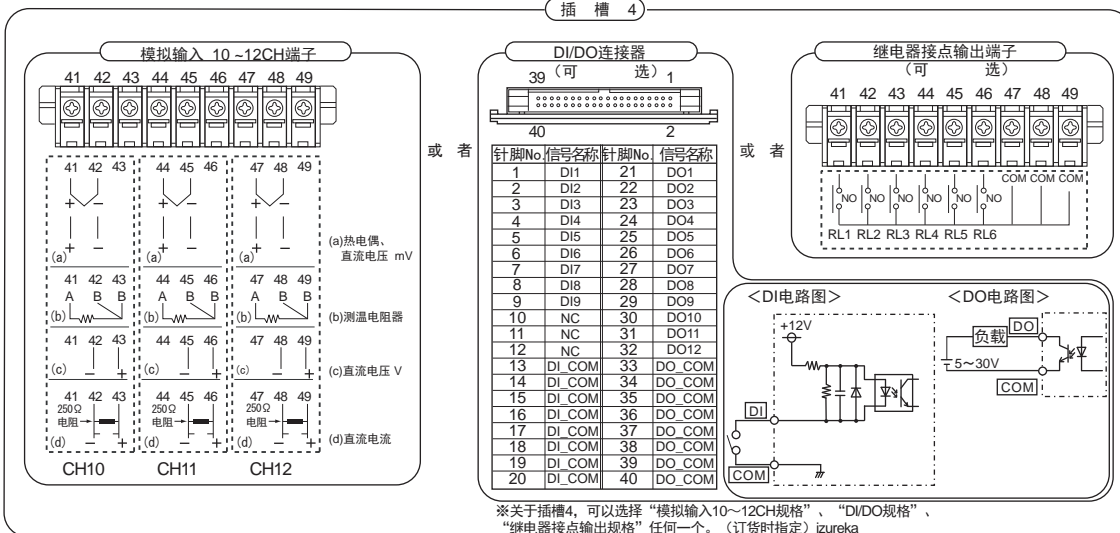 插 槽 4
模拟输入 10 ~12CH端子
41 42 43 44 45 46 47 48 49
41 42 43 44 45 46 47 48 49
+ − + − + −
+ − + − + −
(a) (a) (a)
(a)热电偶、
直流电压 mV
41 42 43 44 45 46 47 48 49
A B B A B B A B B
(b) (b) (b)
(b)测温电阻器
41 42 43 44 45 46 47 48 49
(c) − + (c) − + (c) − +
(c)直流电压 V
41 42 43 44 45 46 47 48 49
250Ω 250Ω 250Ω
电阻 电阻 电阻
(d) − + (d) − + (d) − +
(d)直流电流
CH10 CH11 CH12
或 者
DI/DO连接器
(可 选)
39 1
40 2
针脚No. 信号名称 针脚No. 信号名称
1 DI1 21 DO1
2 DI2 22 DO2
3 DI3 23 DO3
4 DI4 24 DO4
5 DI5 25 DO5
6 DI6 26 DO6
7 DI7 27 DO7
8 DI8 28 DO8
9 DI9 29 DO9
10 NC 30 DO10
11 NC 31 DO11
12 NC 32 DO12
13 DI_COM 33 DO_COM
14 DI_COM 34 DO_COM
15 DI_COM 35 DO_COM
16 DI_COM 36 DO_COM
17 DI_COM 37 DO_COM
18 DI_COM 38 DO_COM
19 DI_COM 39 DO_COM
20 DI_COM 40 DO_COM
或 者
继电器接点输出端子
(可 选)
41 42 43 44 45 46 47 48 49
COM COM COM
NO NO NO NO NO NO
RL1 RL2 RL3 RL4 RL5 RL6
<DI电路图>
+12V
DI
COM
<DO电路图>
负载 DO
5～30V
COM
※关于插槽4，可以选择“模拟输入10～12CH规格”、“DI/DO规格”、
“继电器接点输出规格”任何一个。（订货时指定）izureka